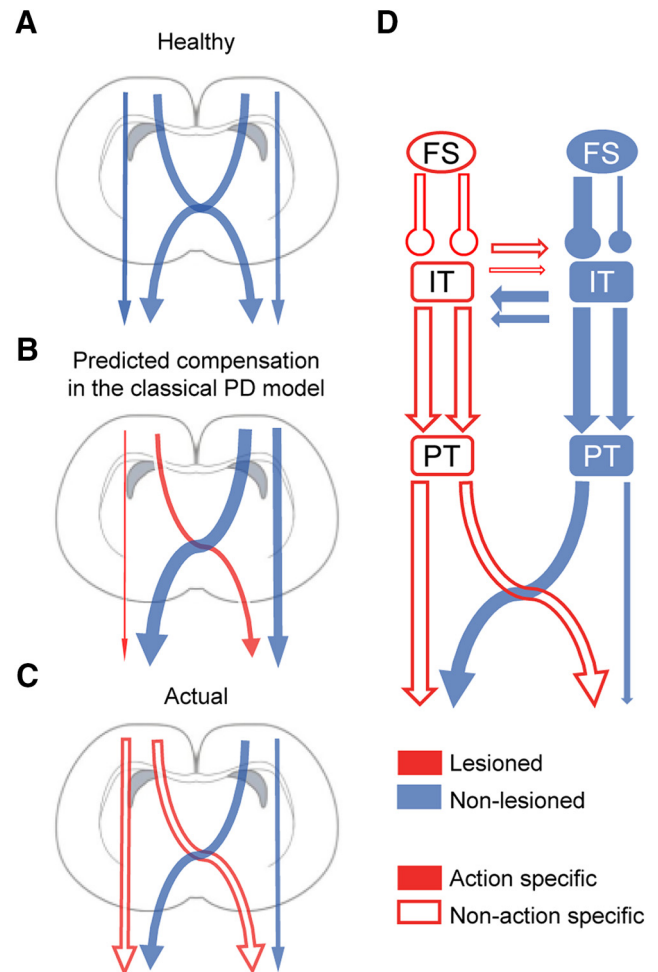 A
Healthy
B
Predicted compensation
in the classical PD model
C
Actual
D
FS
FS
IT
IT
PT
PT
Lesioned
Non-lesioned
Action specific
Non-action specific